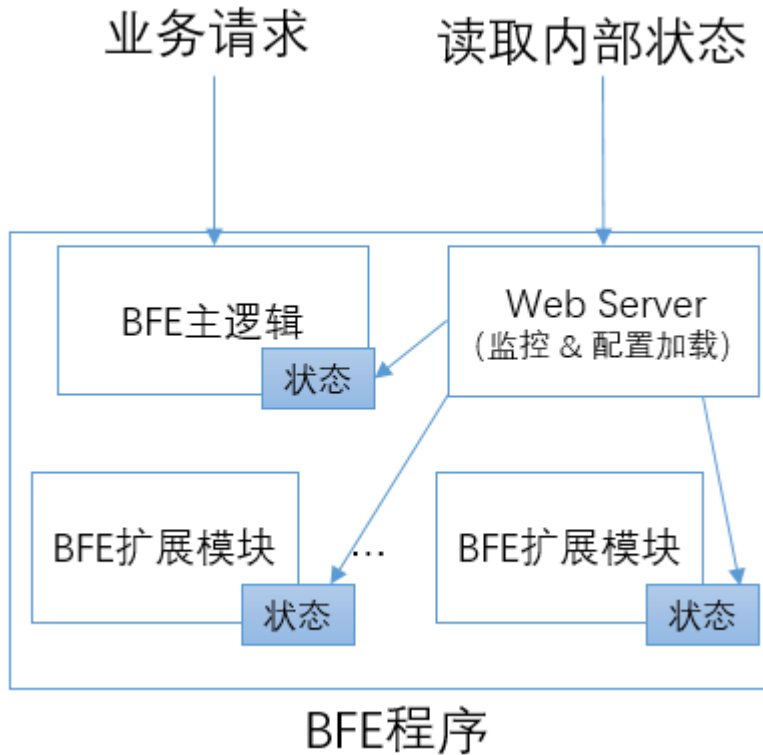 业务请求
读取内部状态
BFE主逻辑
状态
Web Server
(监控 & 配置加载)
BFE扩展模块
状态
...
BFE扩展模块
状态
BFE程序